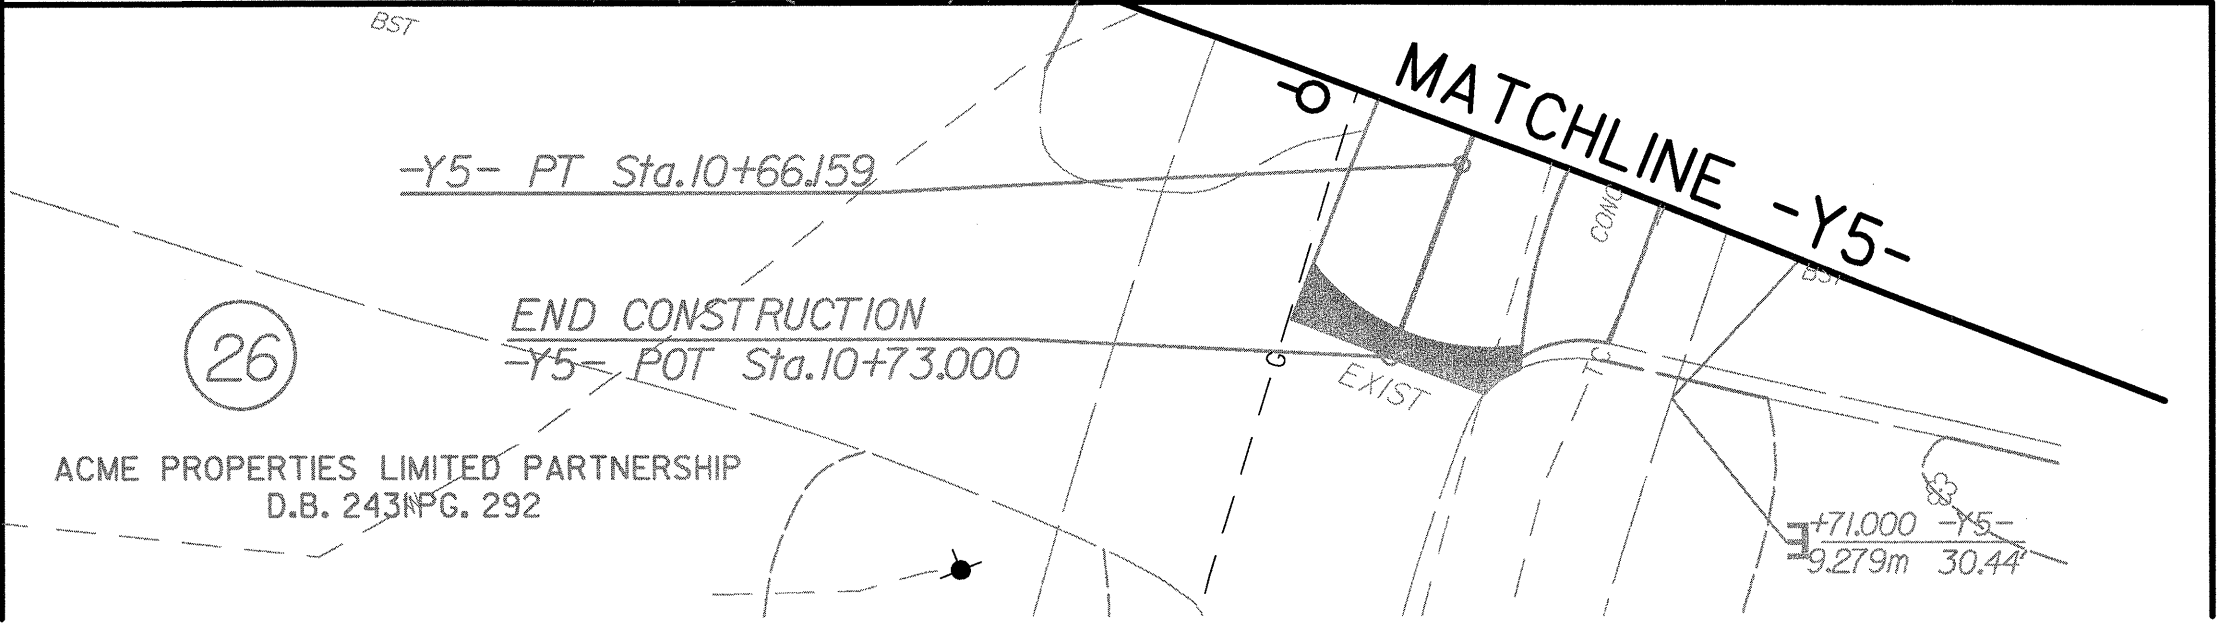 BST
MATCHLINE -Y5-
-Y5- PT Sta.10+66.159
CONC
BST
END CONSTRUCTION
-Y5- POT Sta.10+73.000
26
G
EXIST
TC
ACME PROPERTIES LIMITED PARTNERSHIP
D.B. 2431 PG. 292
+71.000 -Y5-
9.279m 30.44'